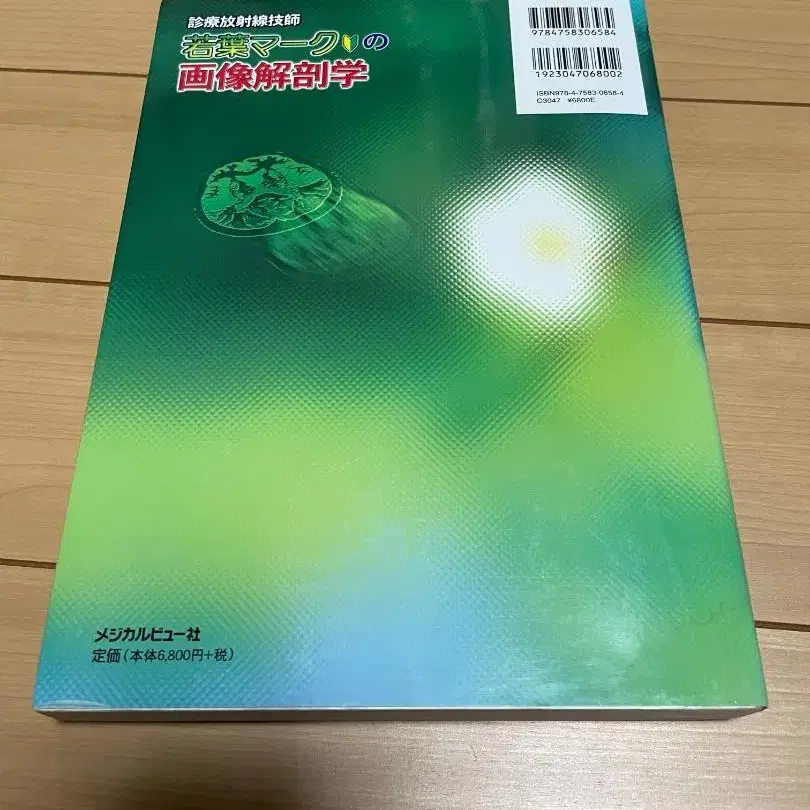 診療放射線技師
若葉マークの
画像解剖学
9784758306584
1923047068002
ISBN978-4-7583-0658-4
C3047 ¥6800E
メジカルビュー社
定価(本体6,800円+税)